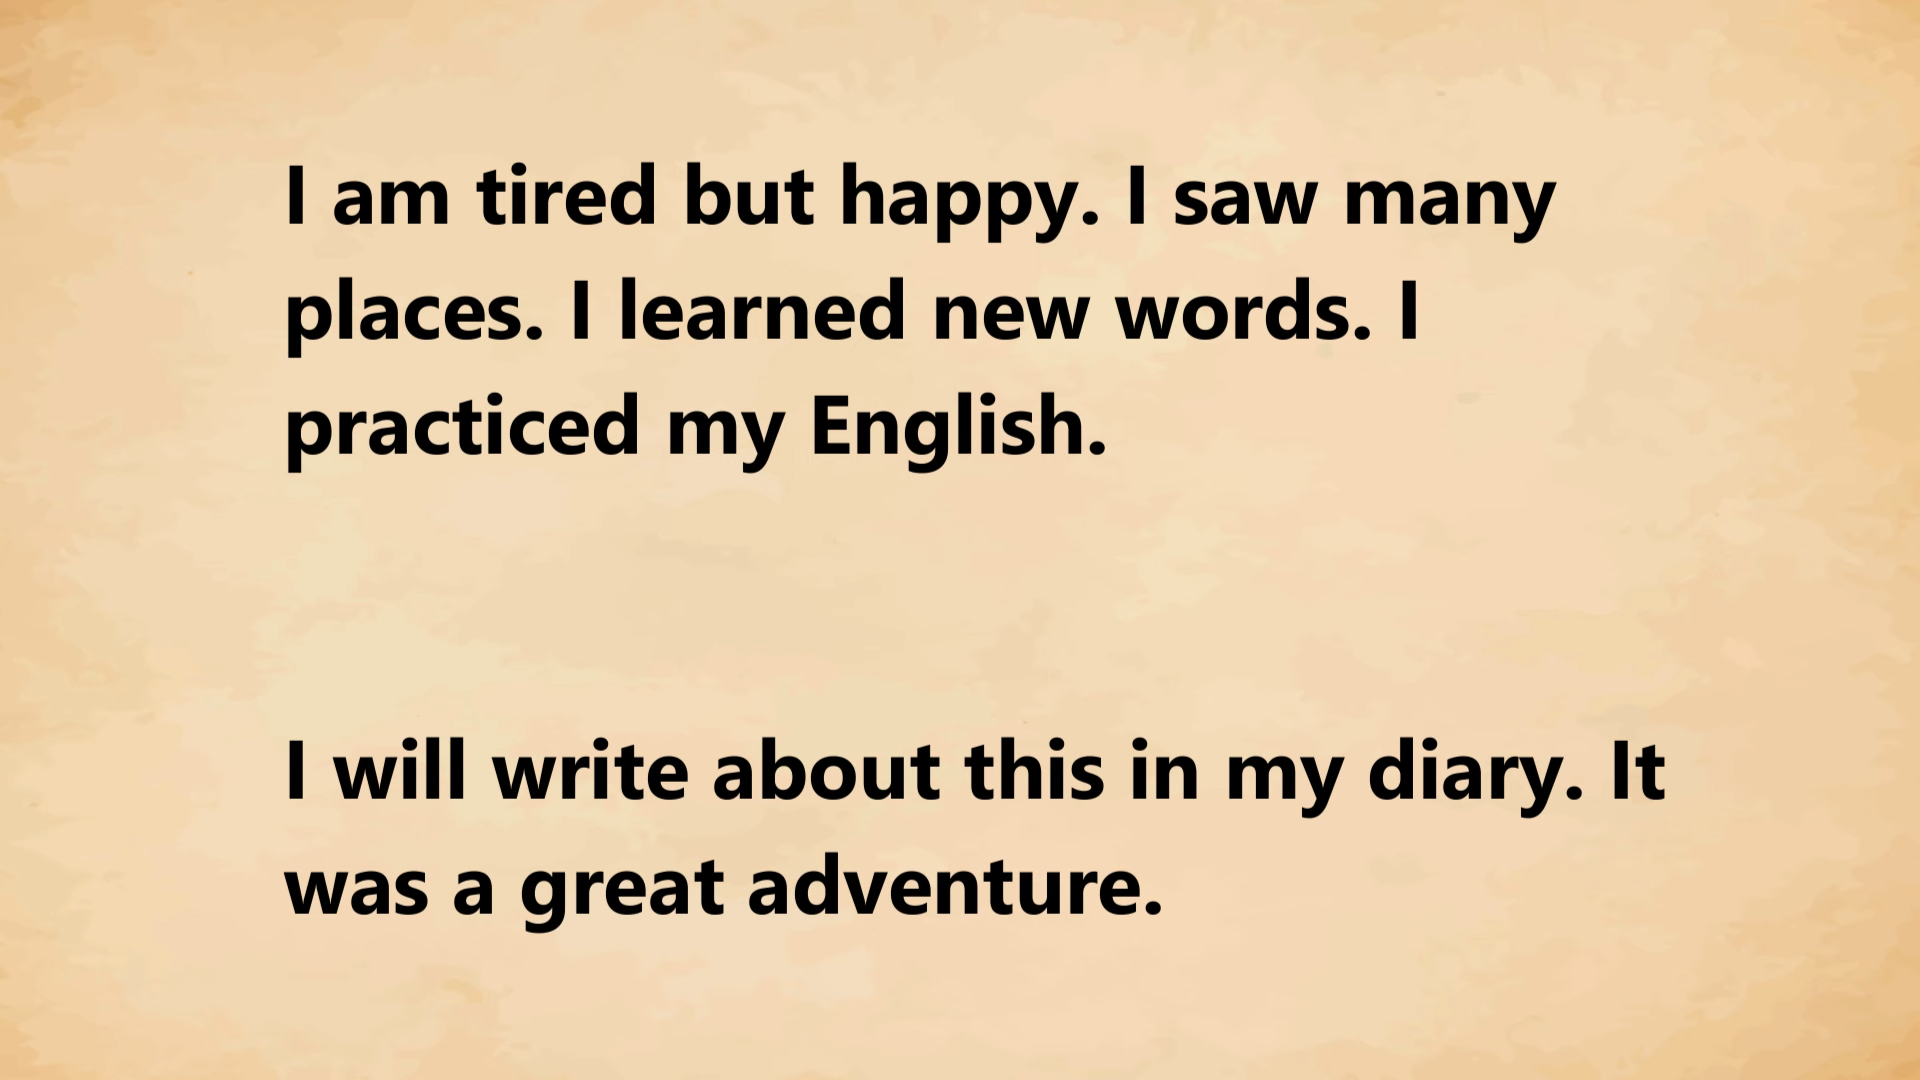 I am tired but happy. I saw many
places. I learned new words. I
practiced my English.
I will write about this in my diary. It
was a great adventure.